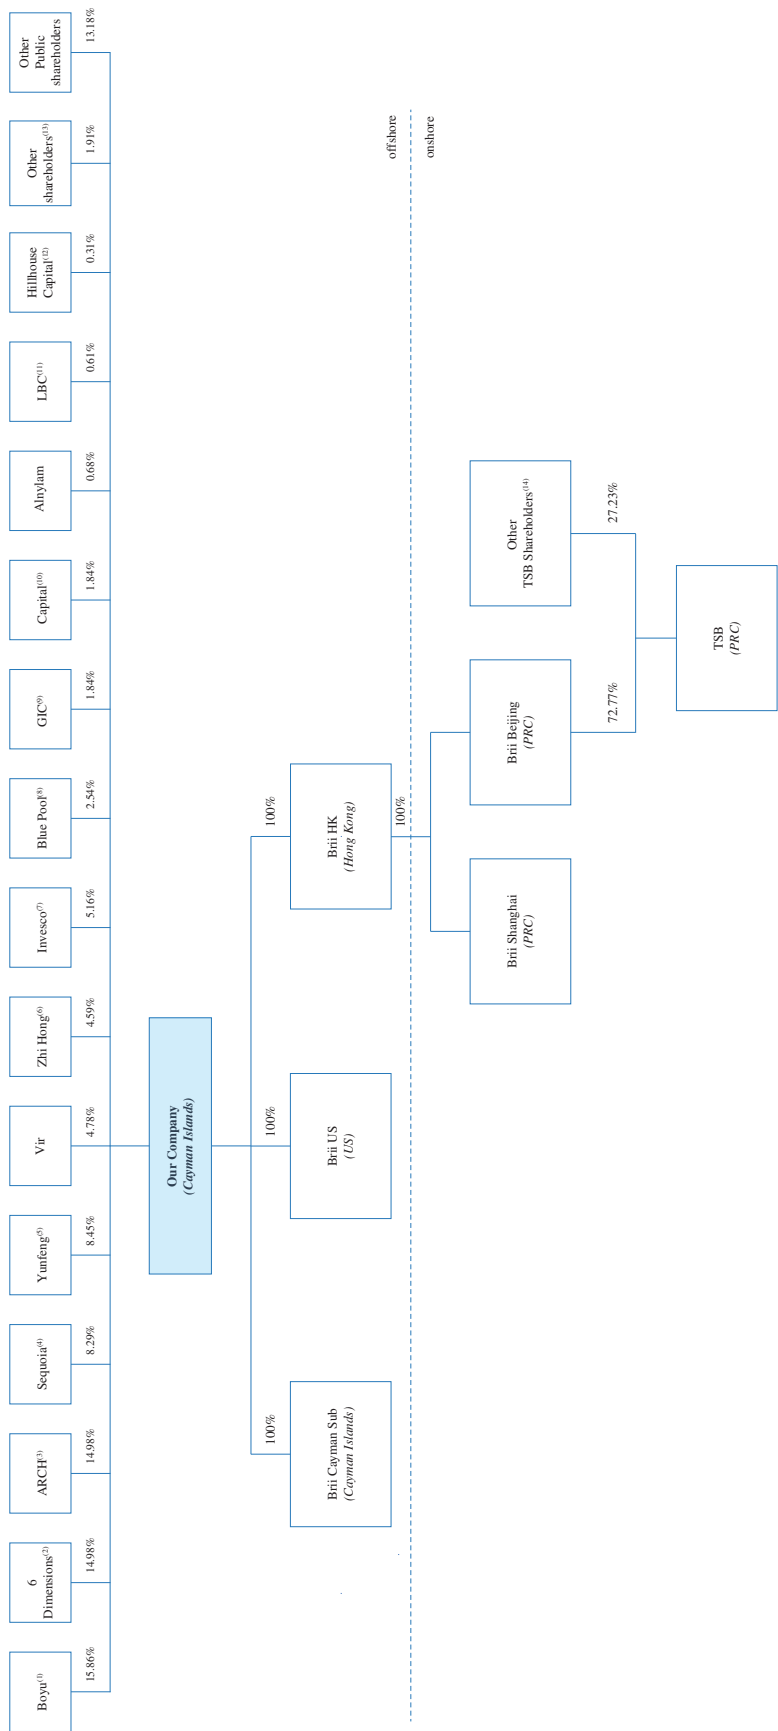 Boyu(1)
15.86%
6
Dimensions(2)
14.98%
ARCH(3)
14.98%
Sequoia(4)
8.29%
Yunfeng(5)
8.45%
Vir
4.78%
Zhi Hong(6)
4.59%
Invesco(7)
5.16%
Blue Pool(8)
2.54%
GIC(9)
1.84%
Capital(10)
1.84%
Alnylam
0.68%
LBC(11)
0.61%
Hillhouse
Capital(12)
0.31%
Other
shareholders(13)
1.91%
Other
Public
shareholders
13.18%
Our Company
(Cayman Islands)
100%
100%
100%
Brii Cayman Sub
(Cayman Islands)
Brii US
(US)
Brii HK
(Hong Kong)
100%
offshore
onshore
Brii Shanghai
(PRC)
Brii Beijing
(PRC)
Other
TSB Shareholders(14)
72.77%
27.23%
TSB
(PRC)